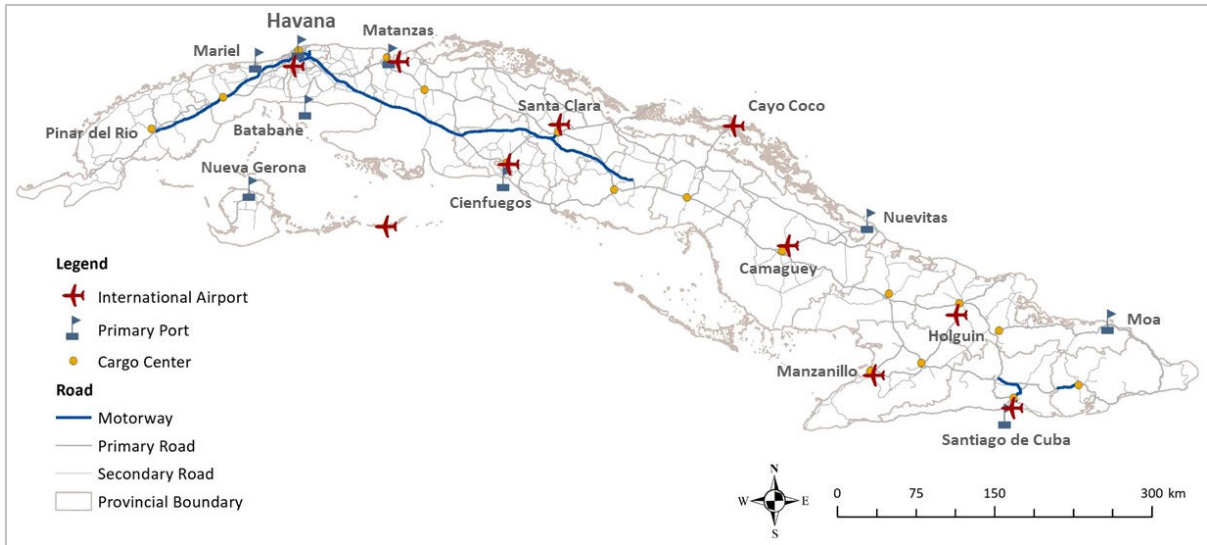 Havana
Matanzas
Mariel
Santa Clara
Cayo Coco
Pinar del Rio
Batabane
Nueva Gerona
Cienfuegos
Nuevitas
Camaguey
Legend
International Airport
Primary Port
Cargo Center
Moa
Holguin
Manzanillo
Santiago de Cuba
Road
Motorway
Primary Road
Secondary Road
Provincial Boundary
N
W E
S
0 75 150 300 km